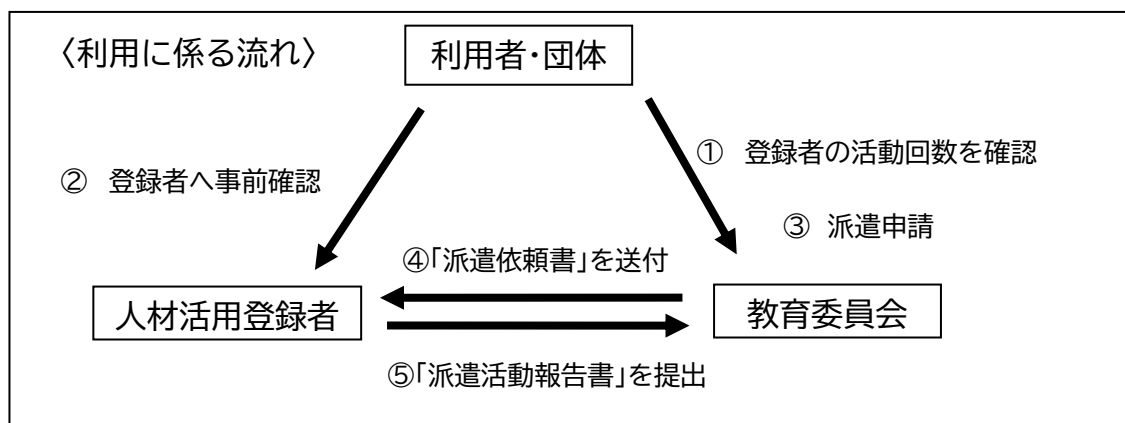 〈利用に係る流れ〉
利用者・団体
① 登録者の活動回数を確認
② 登録者へ事前確認
③ 派遣申請
④「派遣依頼書」を送付
人材活用登録者
教育委員会
⑤「派遣活動報告書」を提出